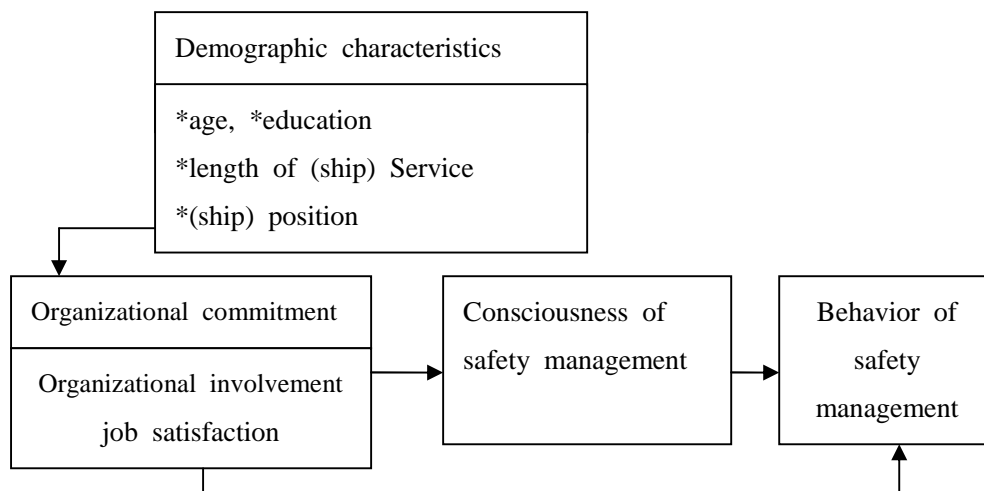 Demographic characteristics
*age, *education
*length of (ship) Service
*(ship) position
Organizational commitment
Organizational involvement
job satisfaction
Consciousness of
safety management
Behavior of
safety
management